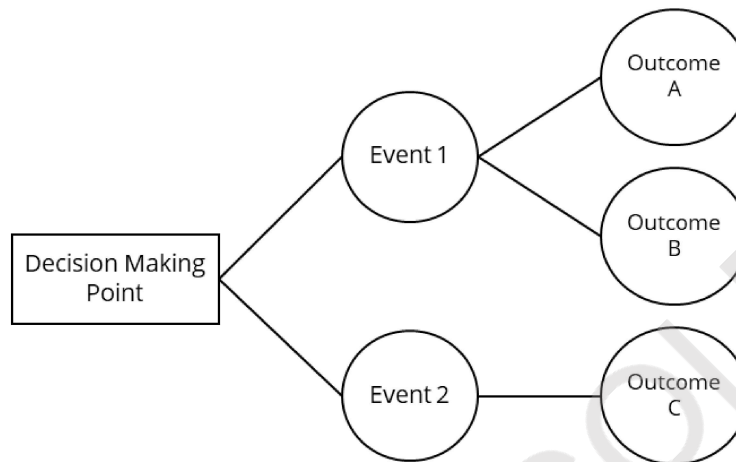 Decision Making
Point
Event 1
Outcome
A
Outcome
B
Event 2
Outcome
C